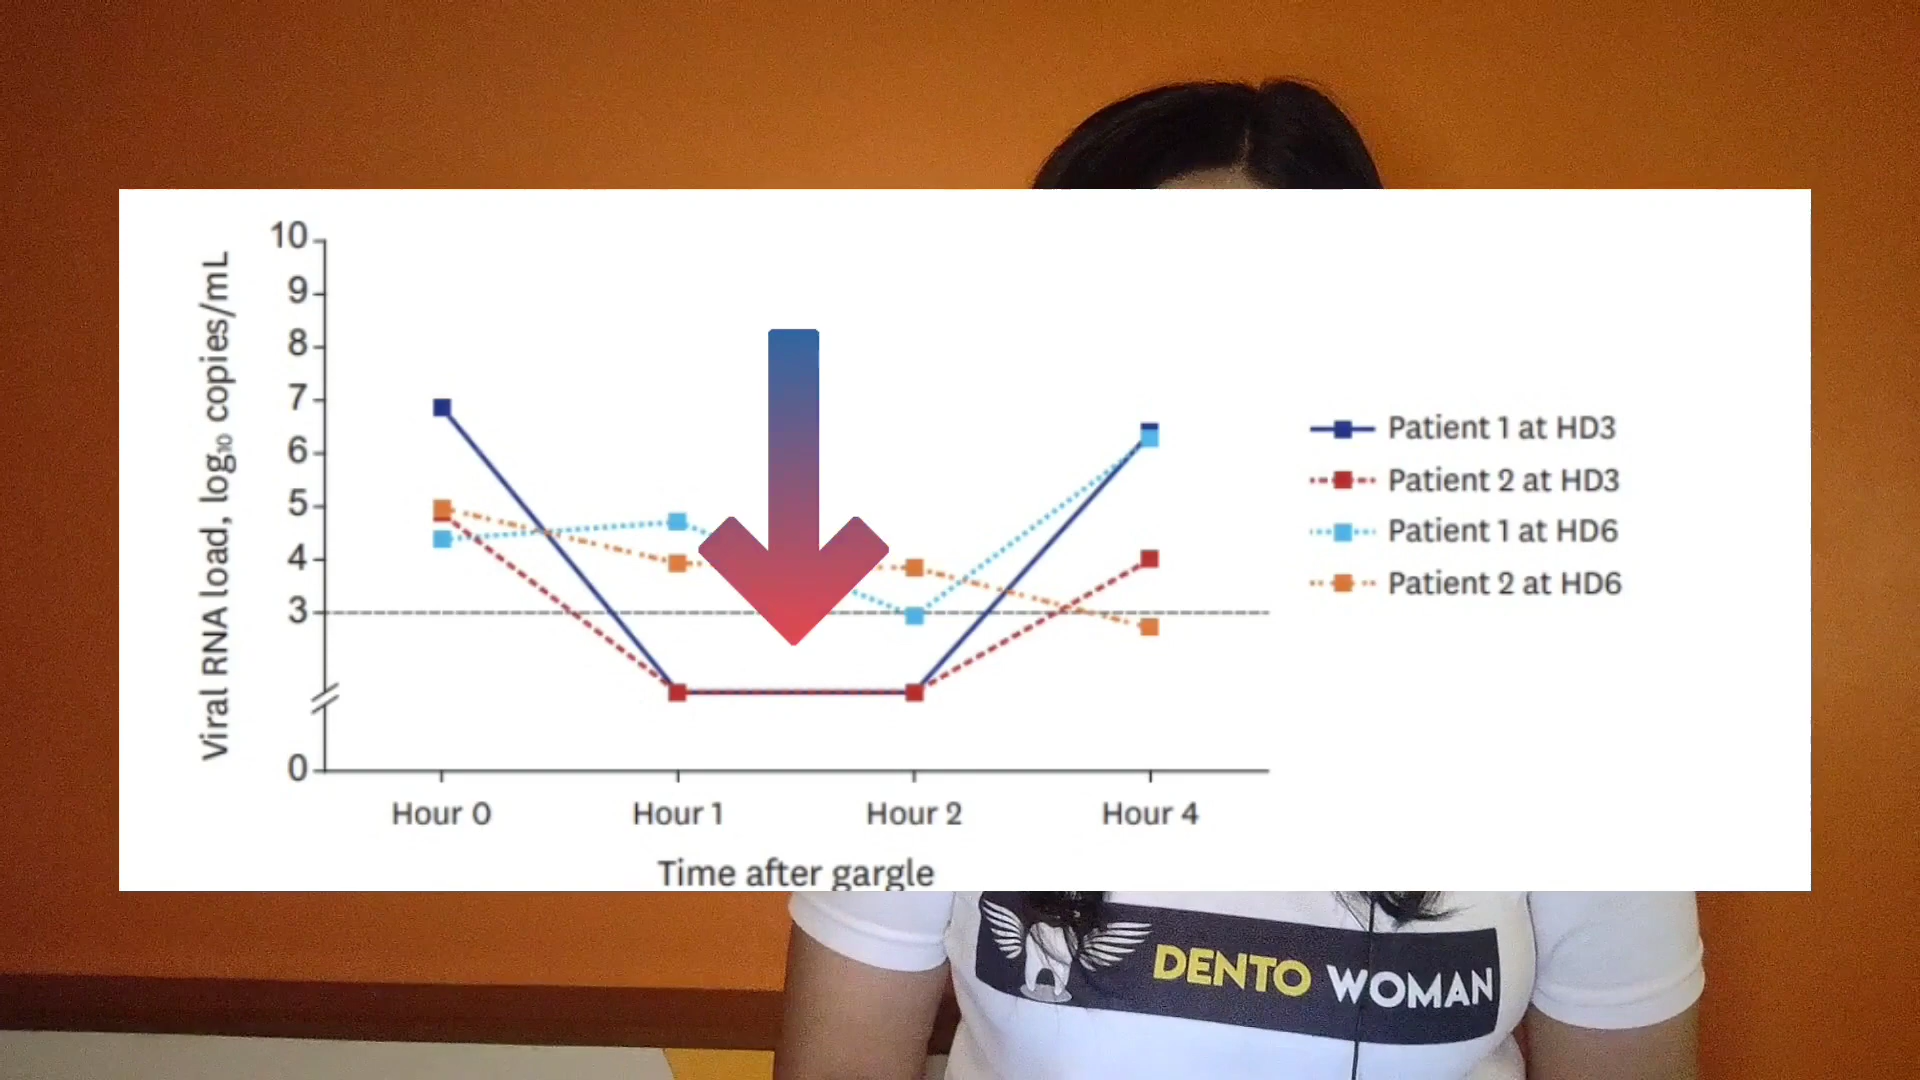 10
9
8
7
6
5
4
3
0
Viral RNA load, log₁₀ copies/mL
Hour 0 Hour 1 Hour 2 Hour 4
Time after gargle
Patient 1 at HD3
Patient 2 at HD3
Patient 1 at HD6
Patient 2 at HD6
DENTO WOMAN